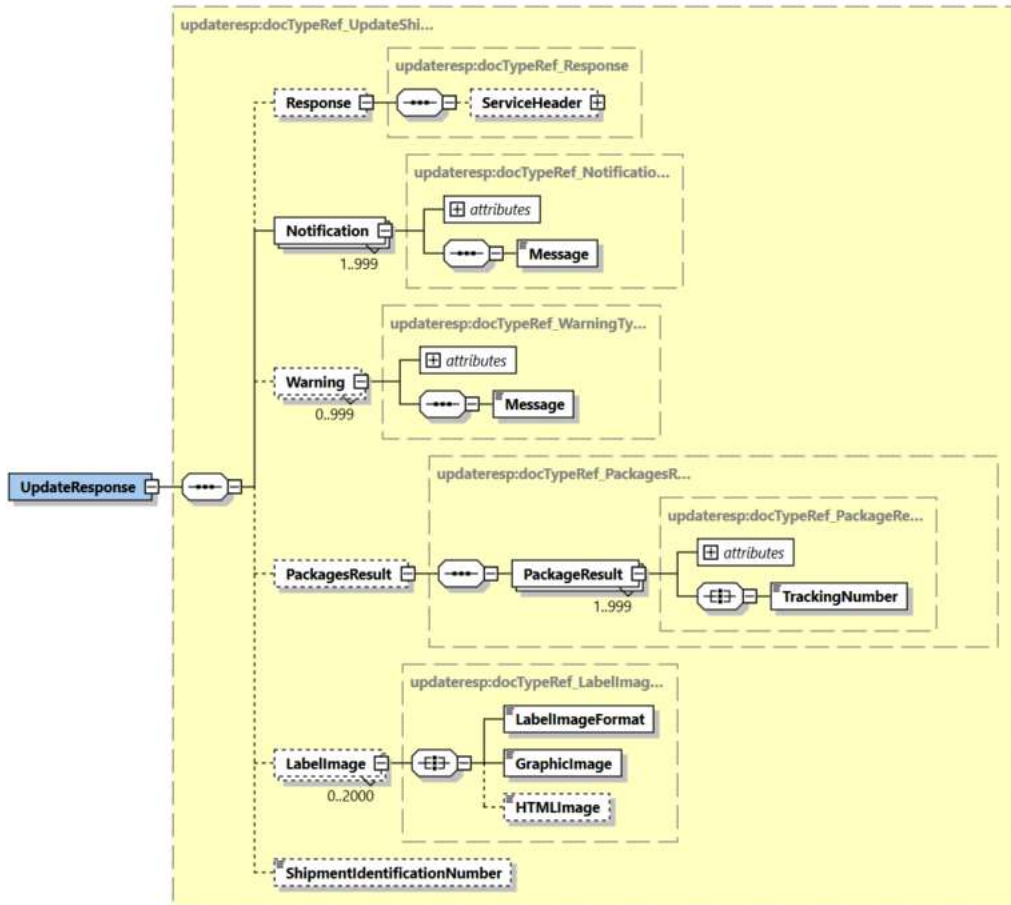 updateresp:docTypeRef_UpdateShi...
updateresp:docTypeRef_Response
Response
ServiceHeader
updateresp:docTypeRef_Notificatio...
attributes
Notification
1..999
Message
updateresp:docTypeRef_WarningTy...
attributes
Warning
0..999
Message
updateresp:docTypeRef_PackagesR...
UpdateResponse
updateresp:docTypeRef_PackageRe...
attributes
PackagesResult
PackageResult
1..999
TrackingNumber
updateresp:docTypeRef_LabelImag...
LabelImageFormat
LabelImage
0..2000
GraphicImage
HTMLImage
ShipmentIdentificationNumber